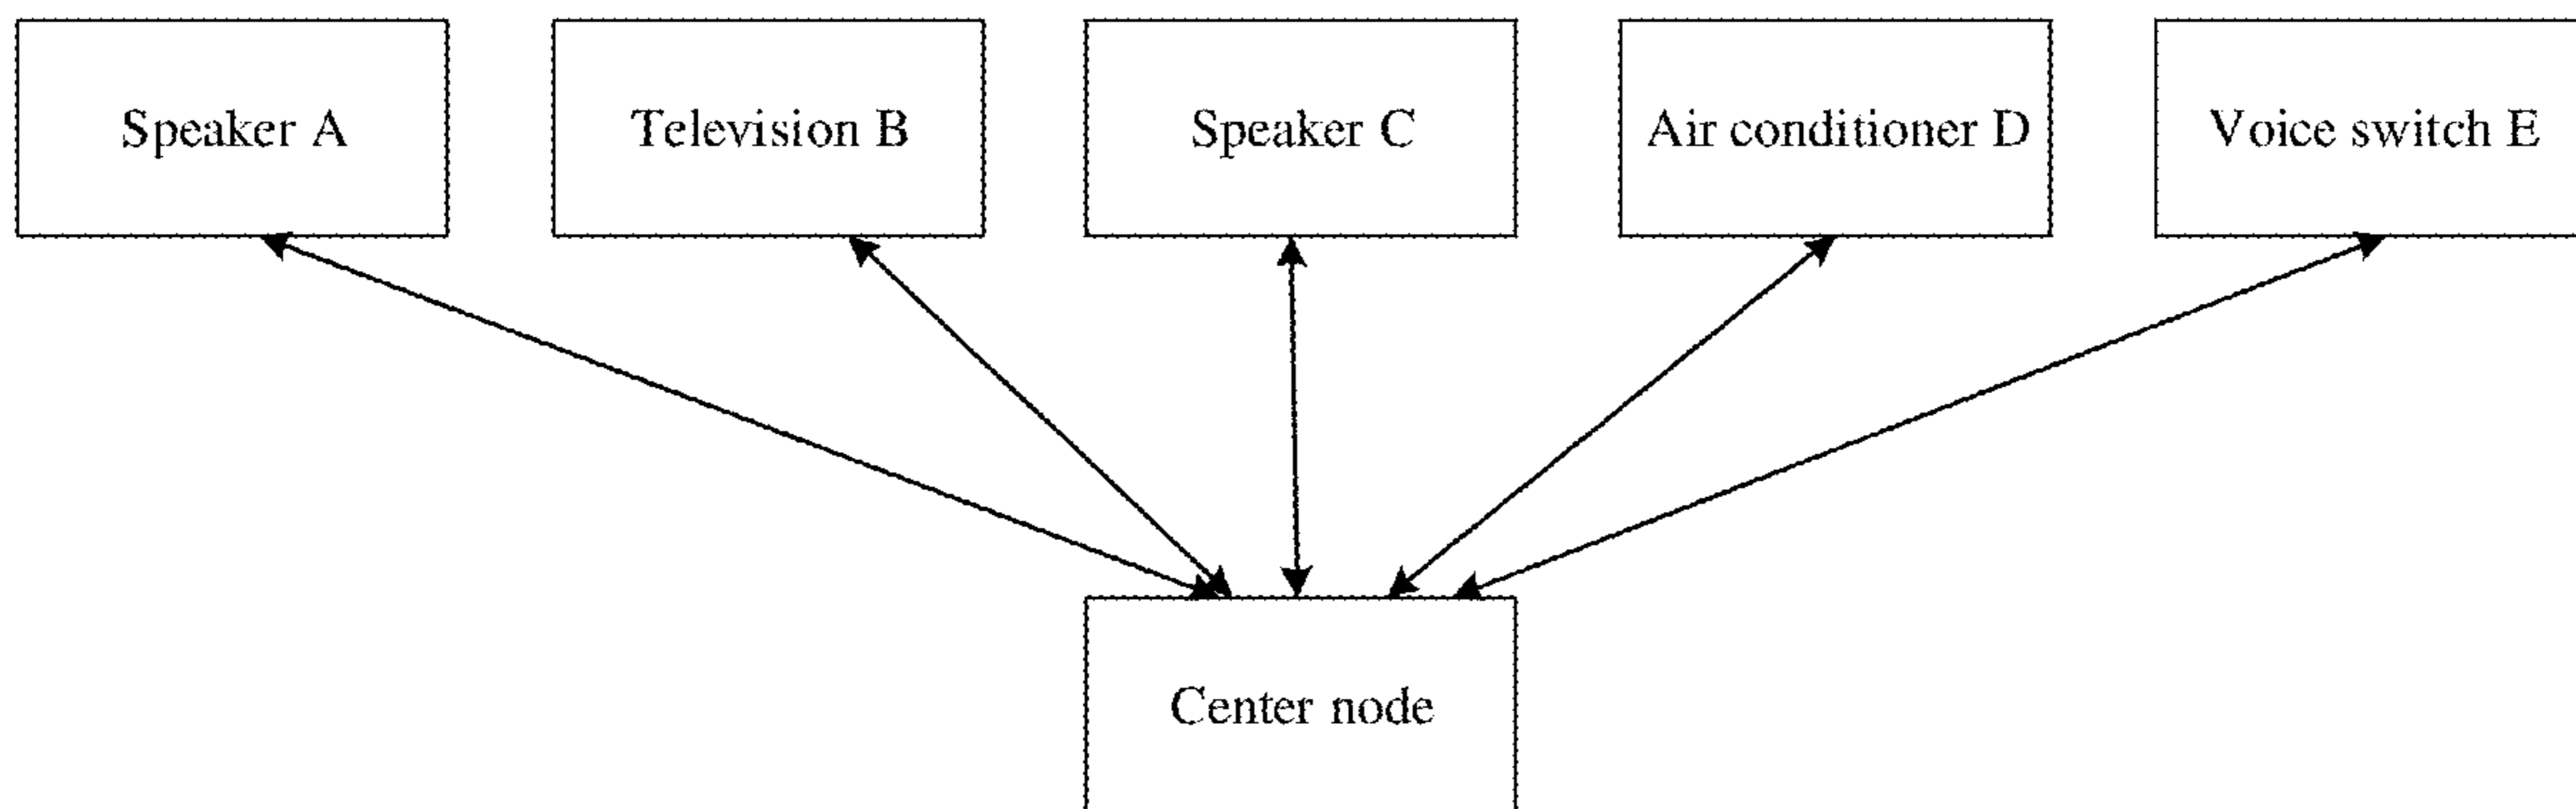 Speaker A
Television B
Speaker C
Air conditioner D
Voice switch E
Center node